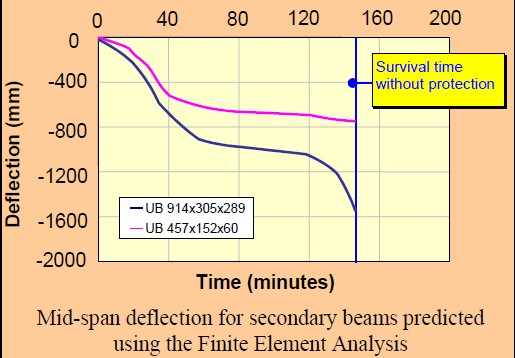 0 40 80 120 160 200
0
-400
-800
-1200
-1600
-2000
Deflection (mm)
Survival time
without protection
UB 914x305x289
UB 457x152x60
Time (minutes)
Mid-span deflection for secondary beams predicted
using the Finite Element Analysis